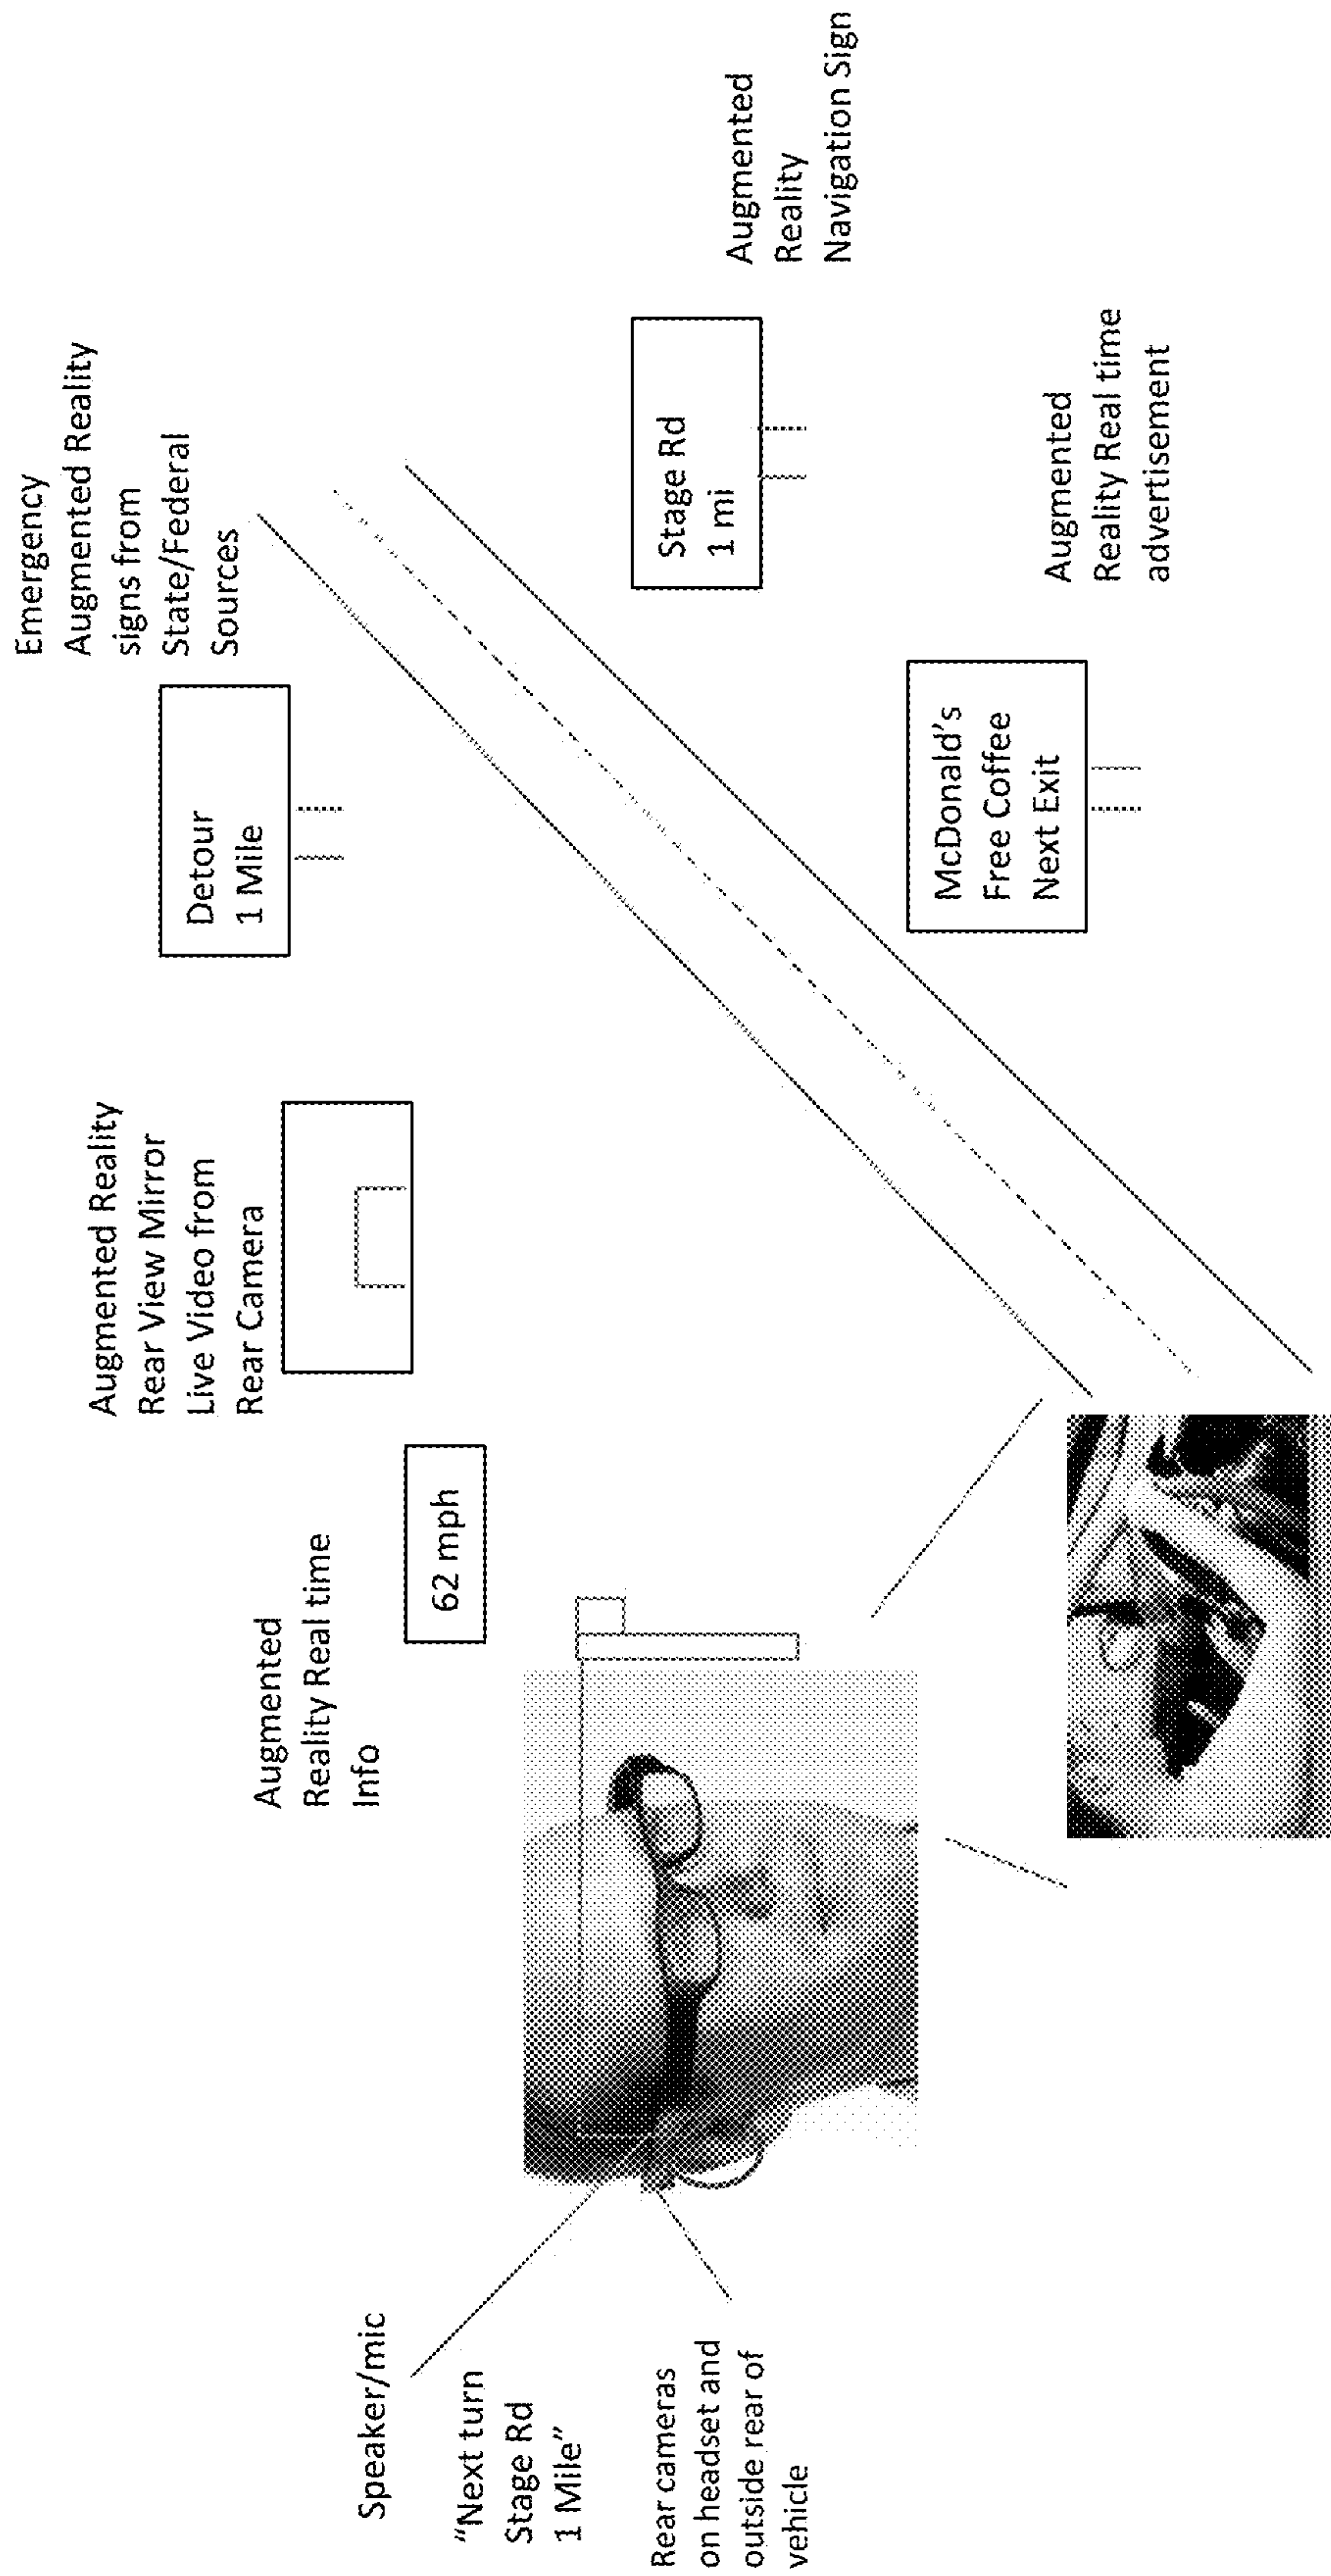 Speaker/mic
"Next turn
Stage Rd
1 Mile"
Rear cameras
on headset and
outside rear of
vehicle
Augmented
Reality Real time
Info
62 mph
Augmented Reality
Rear View Mirror
Live Video from
Rear Camera
Emergency
Augmented Reality
signs from
State/Federal
Sources
Detour
1 Mile
Stage Rd
1 mi
Augmented
Reality
Navigation Sign
McDonald's
Free Coffee
Next Exit
Augmented
Reality Real time
advertisement